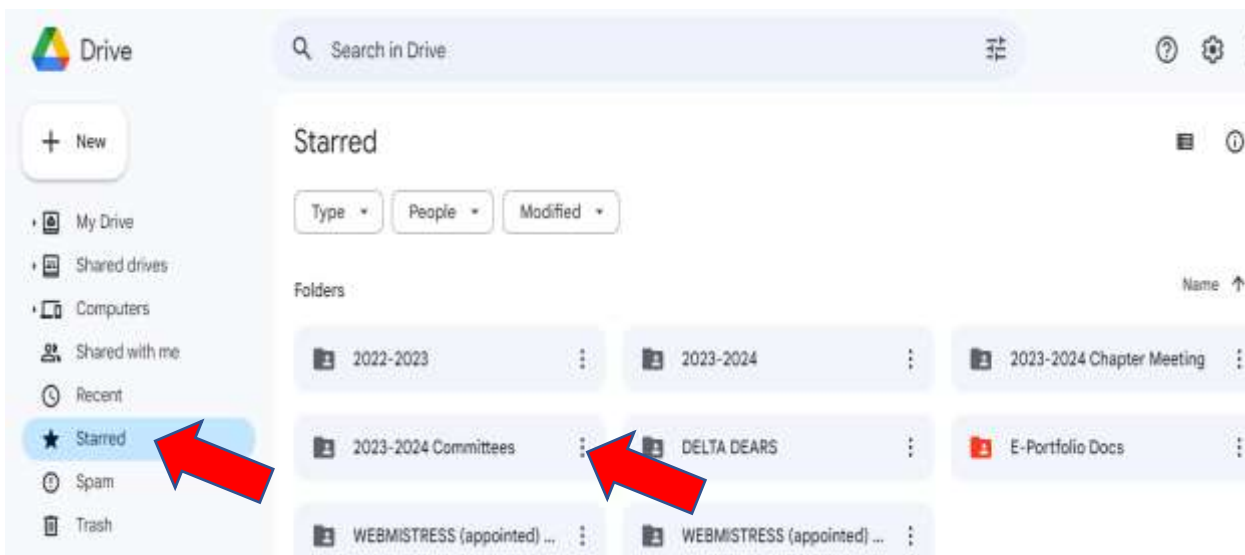 Drive
Search in Drive
New
Starred
Type
People
Modified
My Drive
Shared drives
Computers
Shared with me
Recent
Starred
Spam
Trash
Folders
Name
2022-2023
2023-2024
2023-2024 Chapter Meeting
2023-2024 Committees
DELTA DEARS
E-Portfolio Docs
WEBMISTRESS (appointed) ...
WEBMISTRESS (appointed) ...